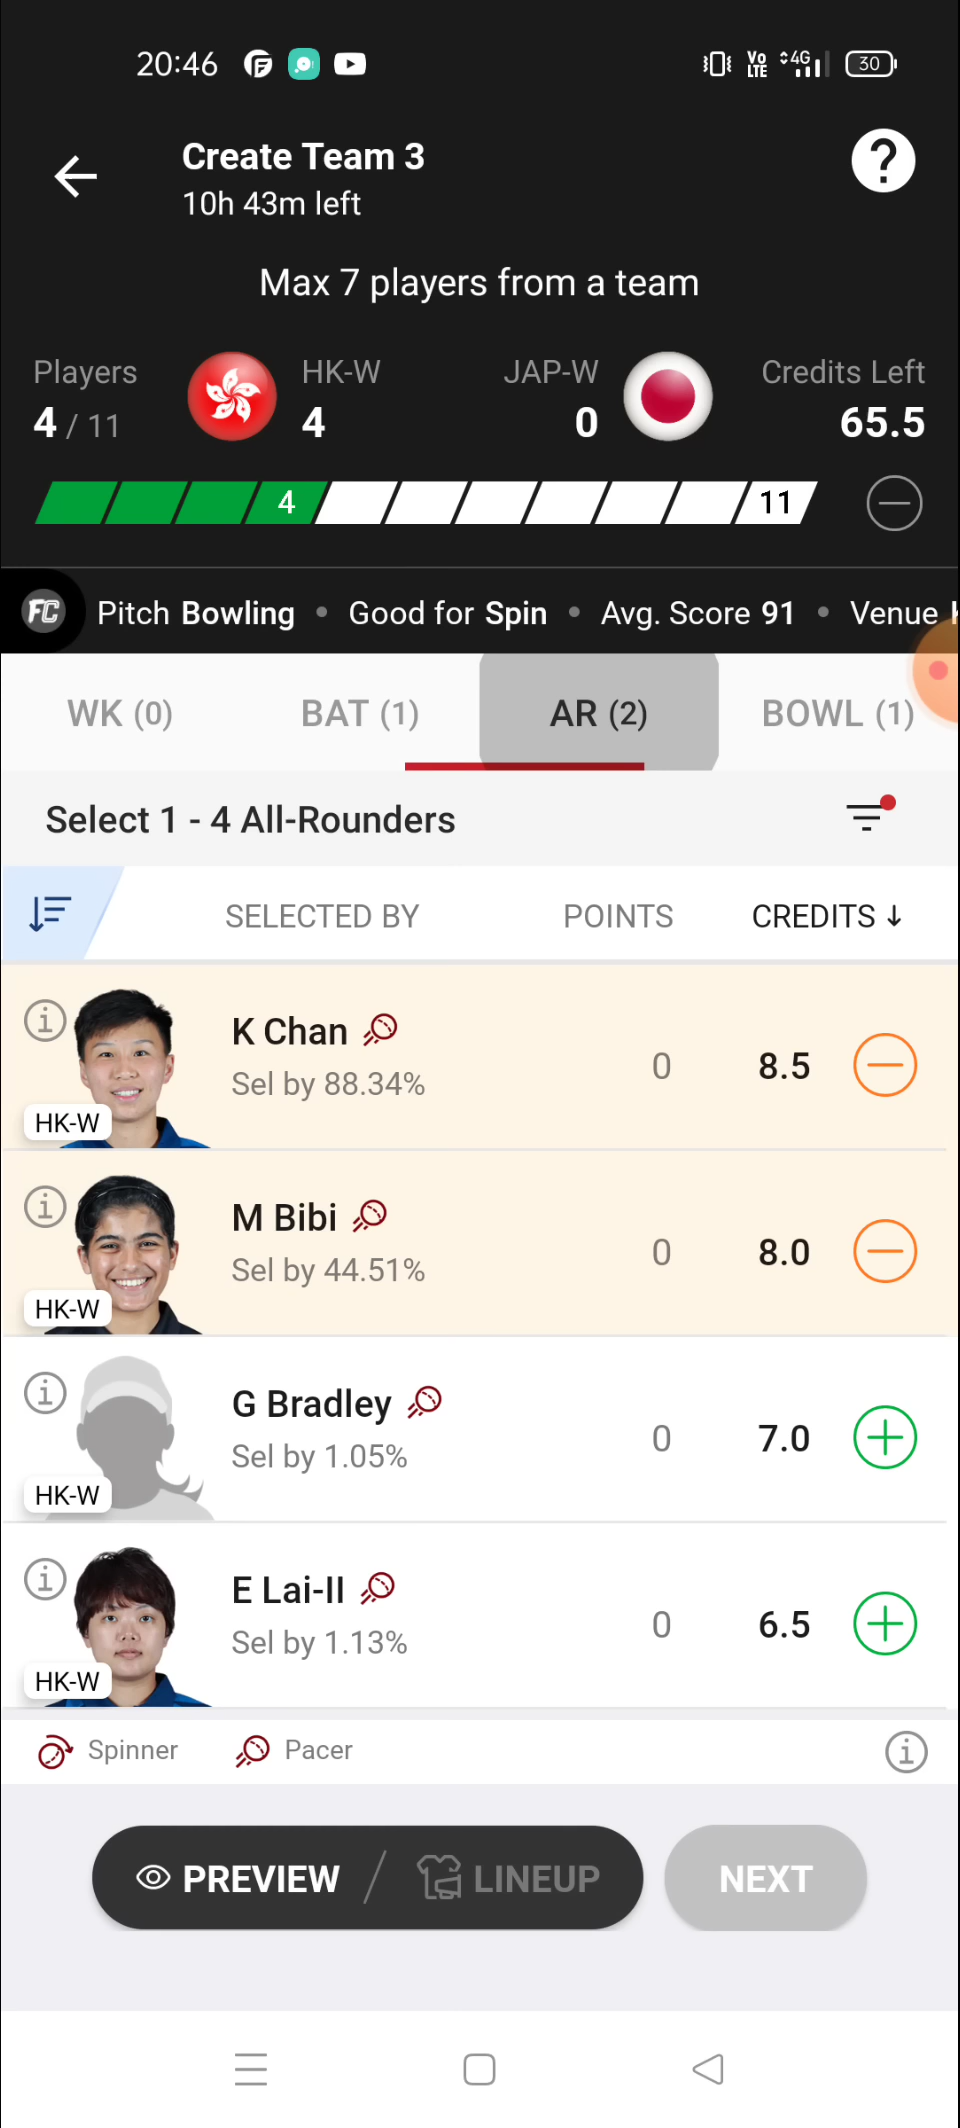 20:46
Vo LTE 4G 30
Create Team 3
10h 43m left
?
Max 7 players from a team
Players HK-W JAP-W Credits Left
4 / 11 4 0 65.5
4 11
FC Pitch Bowling • Good for Spin • Avg. Score 91 • Venue
WK (0) BAT (1) AR (2) BOWL (1)
Select 1 - 4 All-Rounders
SELECTED BY POINTS CREDITS ↓
K Chan
Sel by 88.34% 0 8.5
HK-W
M Bibi
Sel by 44.51% 0 8.0
HK-W
G Bradley
Sel by 1.05% 0 7.0
HK-W
E Lai-II
Sel by 1.13% 0 6.5
HK-W
Spinner Pacer
PREVIEW / LINEUP NEXT